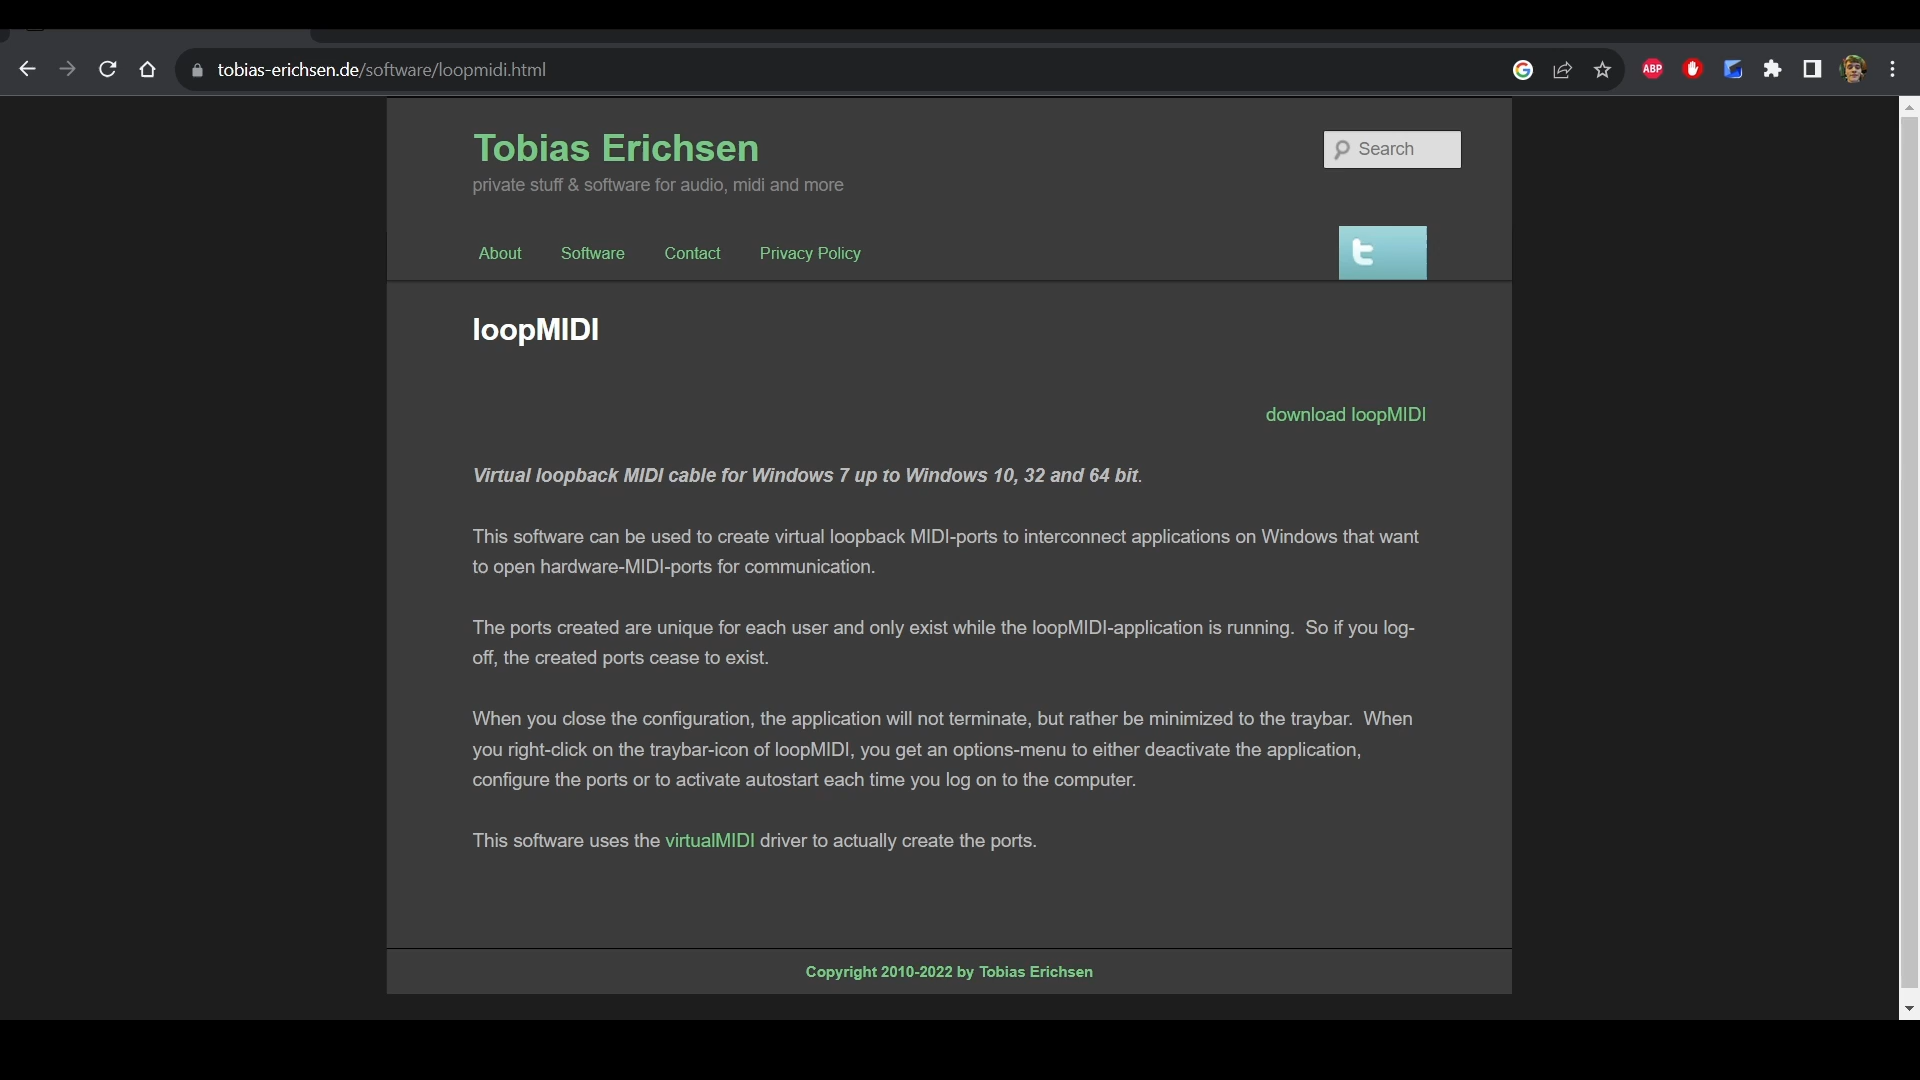 tobias-erichsen.de/software/loopmidi.html
ABP
Tobias Erichsen
Search
private stuff & software for audio, midi and more
About Software Contact Privacy Policy
loopMIDI
download loopMIDI
Virtual loopback MIDI cable for Windows 7 up to Windows 10, 32 and 64 bit.
This software can be used to create virtual loopback MIDI-ports to interconnect applications on Windows that want
to open hardware-MIDI-ports for communication.
The ports created are unique for each user and only exist while the loopMIDI-application is running.  So if you log-
off, the created ports cease to exist.
When you close the configuration, the application will not terminate, but rather be minimized to the traybar.  When
you right-click on the traybar-icon of loopMIDI, you get an options-menu to either deactivate the application,
configure the ports or to activate autostart each time you log on to the computer.
This software uses the virtualMIDI driver to actually create the ports.
Copyright 2010-2022 by Tobias Erichsen